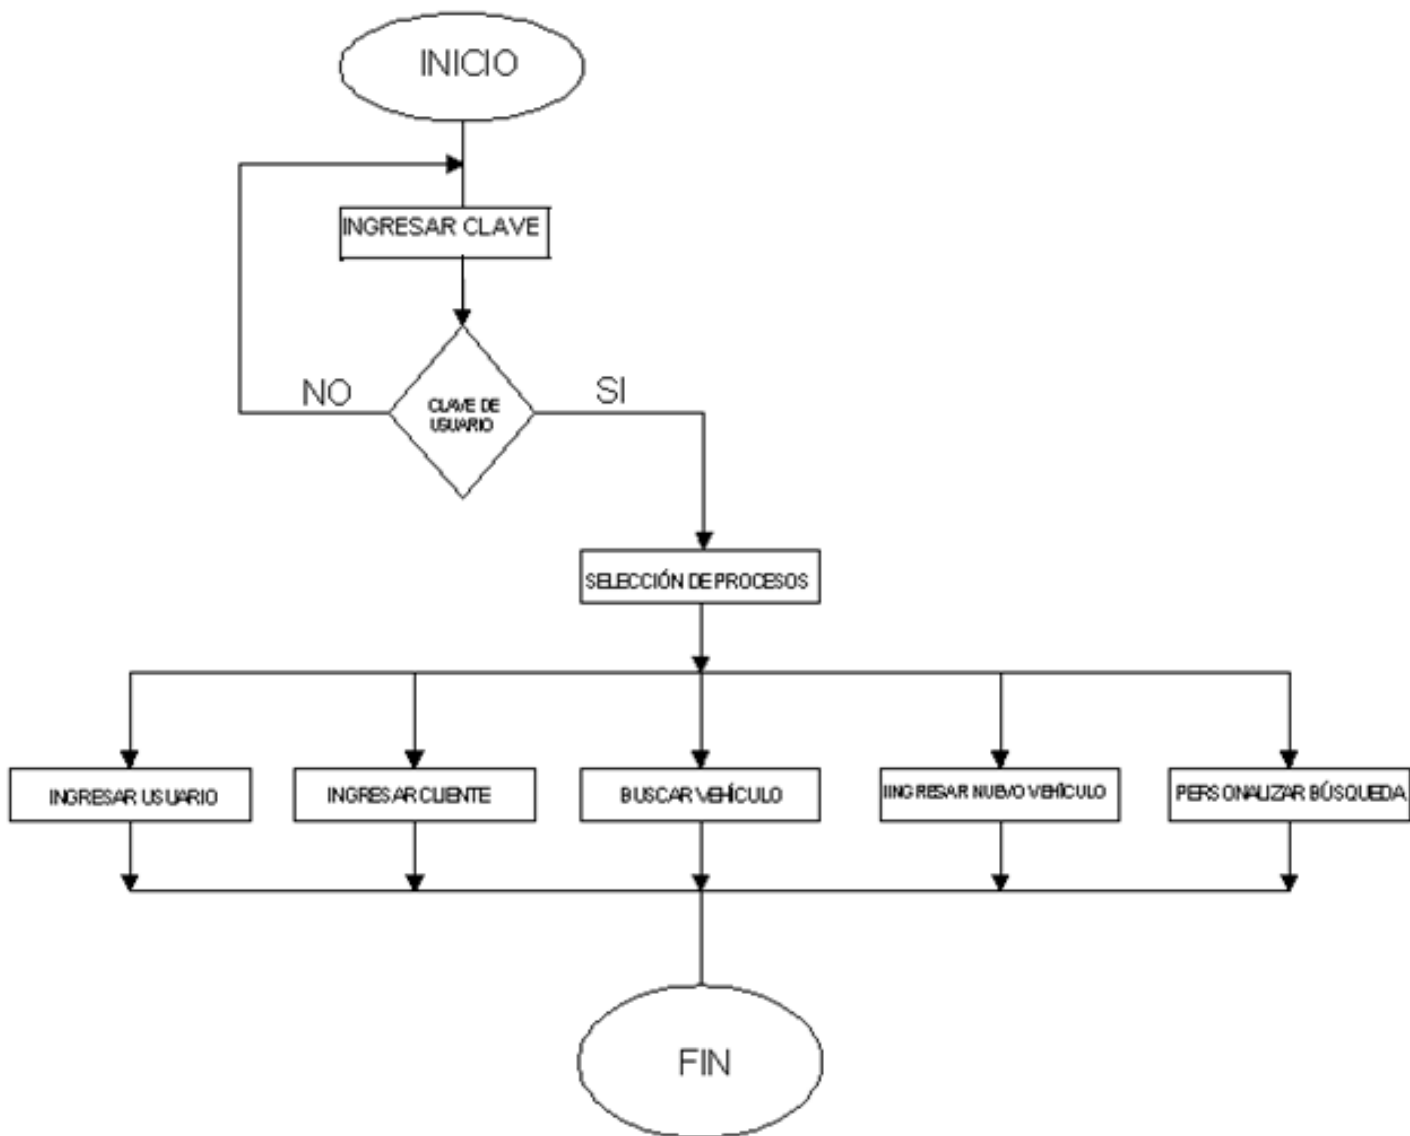 INICIO
INGRESAR CLAVE
NO
SI
CLAVE DE
USUARIO
SELECCIÓN DE PROCESOS
INGRESAR USUARIO
INGRESAR CLIENTE
BUSCAR VEHÍCULO
IINGRESAR NUEVO VEHÍCULO
PERSONALIZAR BÚSQUEDA
FIN